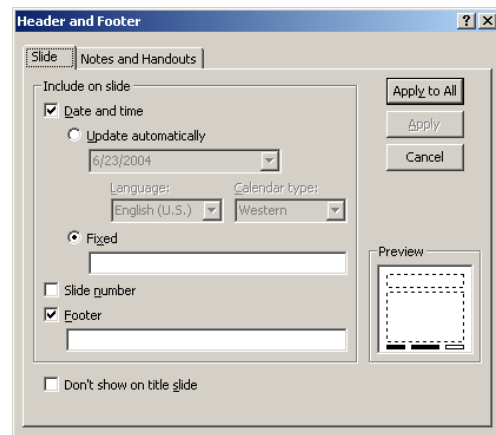 Header and Footer
Slide
Notes and Handouts
Include on slide
Date and time
Update automatically
6/23/2004
Language:
Calendar type:
English (U.S.)
Western
Fixed
Slide number
Footer
Don't show on title slide
Apply to All
Apply
Cancel
Preview